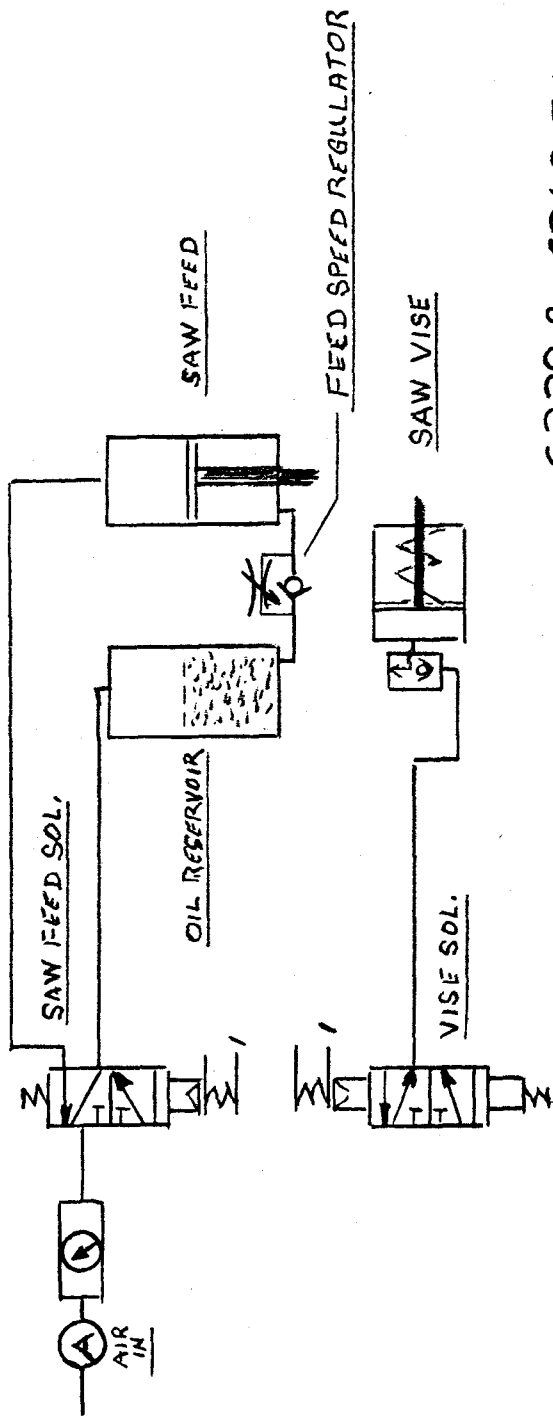 SAW FEED SOL.
SAW FEED
FEED SPEED REGULATOR
OIL RESERVOIR
A
AIR
IN
T T
SAW VISE
VISE SOL.
T T